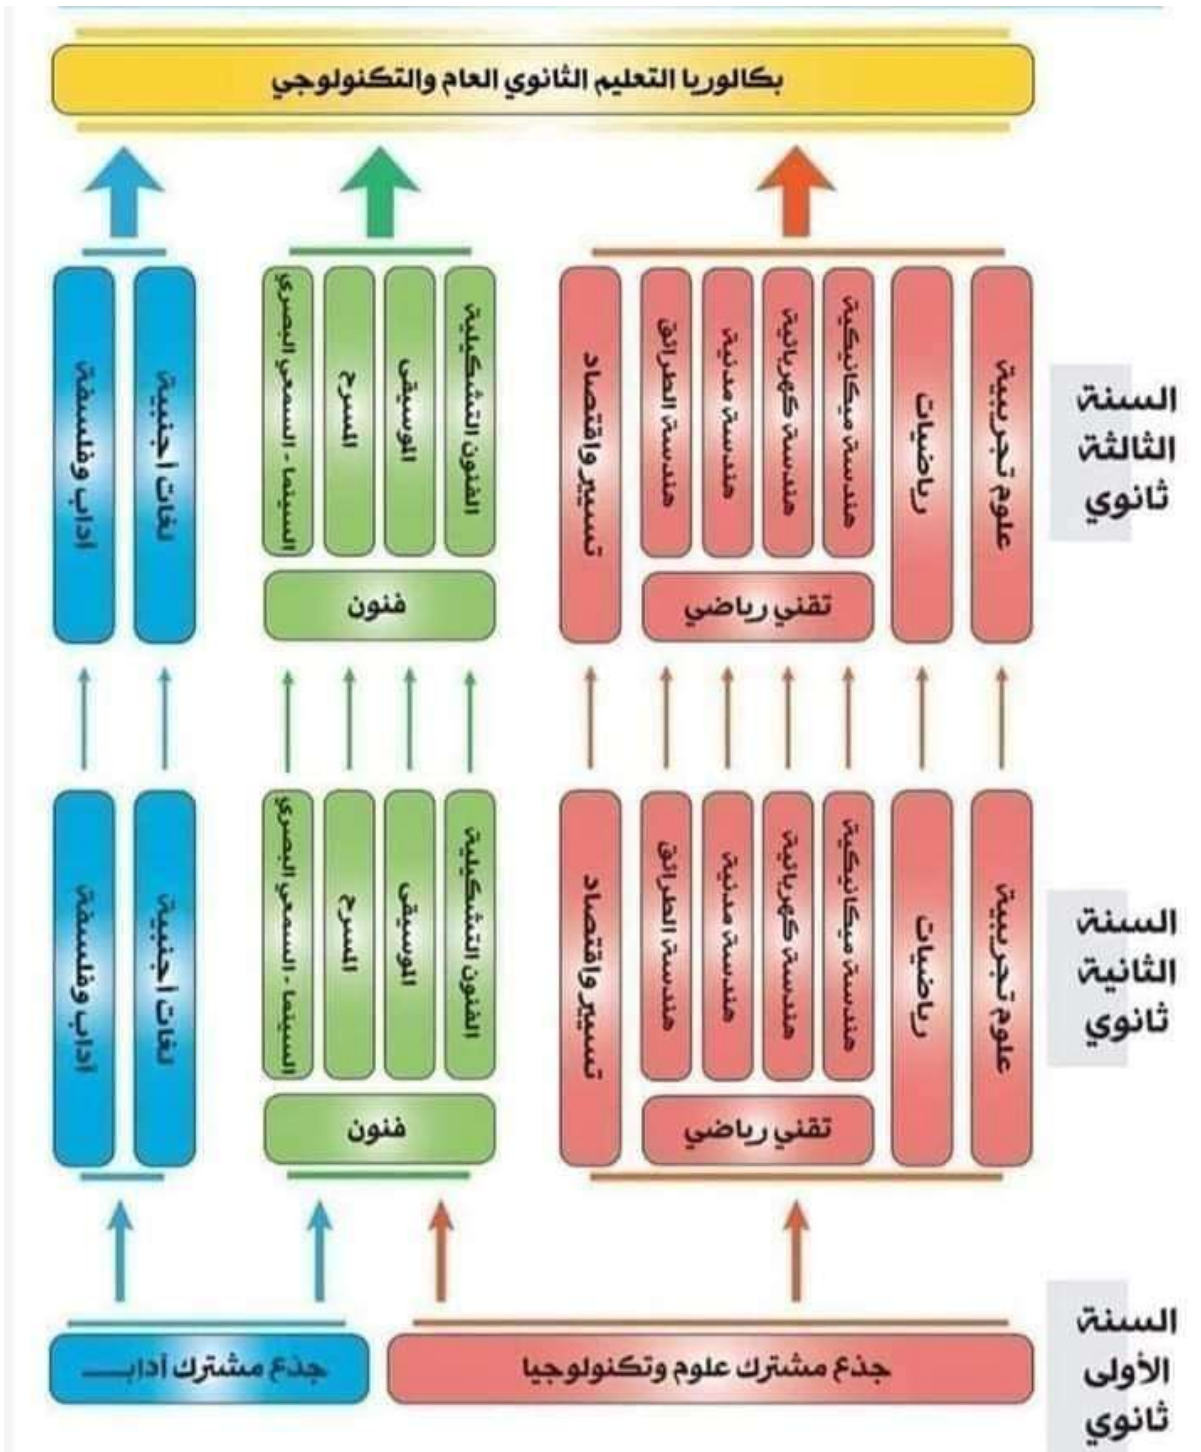 بكالوريا التعليم الثانوي العام والتكنولوجي
السنة
الثالثة
ثانوي
علوم تجريبية
رياضيات
هندسة ميكانيكية
هندسة كهربائية
هندسة مدنية
هندسة الطرائق
تقني رياضي
تسيير واقتصاد
الفنون التشكيلية
الموسيقى
المسرح
السينما - السمعي البصري
فنون
لغات أجنبية
آداب وفلسفة
السنة
الثانية
ثانوي
علوم تجريبية
رياضيات
هندسة ميكانيكية
هندسة كهربائية
هندسة مدنية
هندسة الطرائق
تقني رياضي
تسيير واقتصاد
الفنون التشكيلية
الموسيقى
المسرح
السينما - السمعي البصري
فنون
لغات أجنبية
آداب وفلسفة
السنة
الأولى
ثانوي
جذع مشترك علوم وتكنولوجيا
جذع مشترك آداب